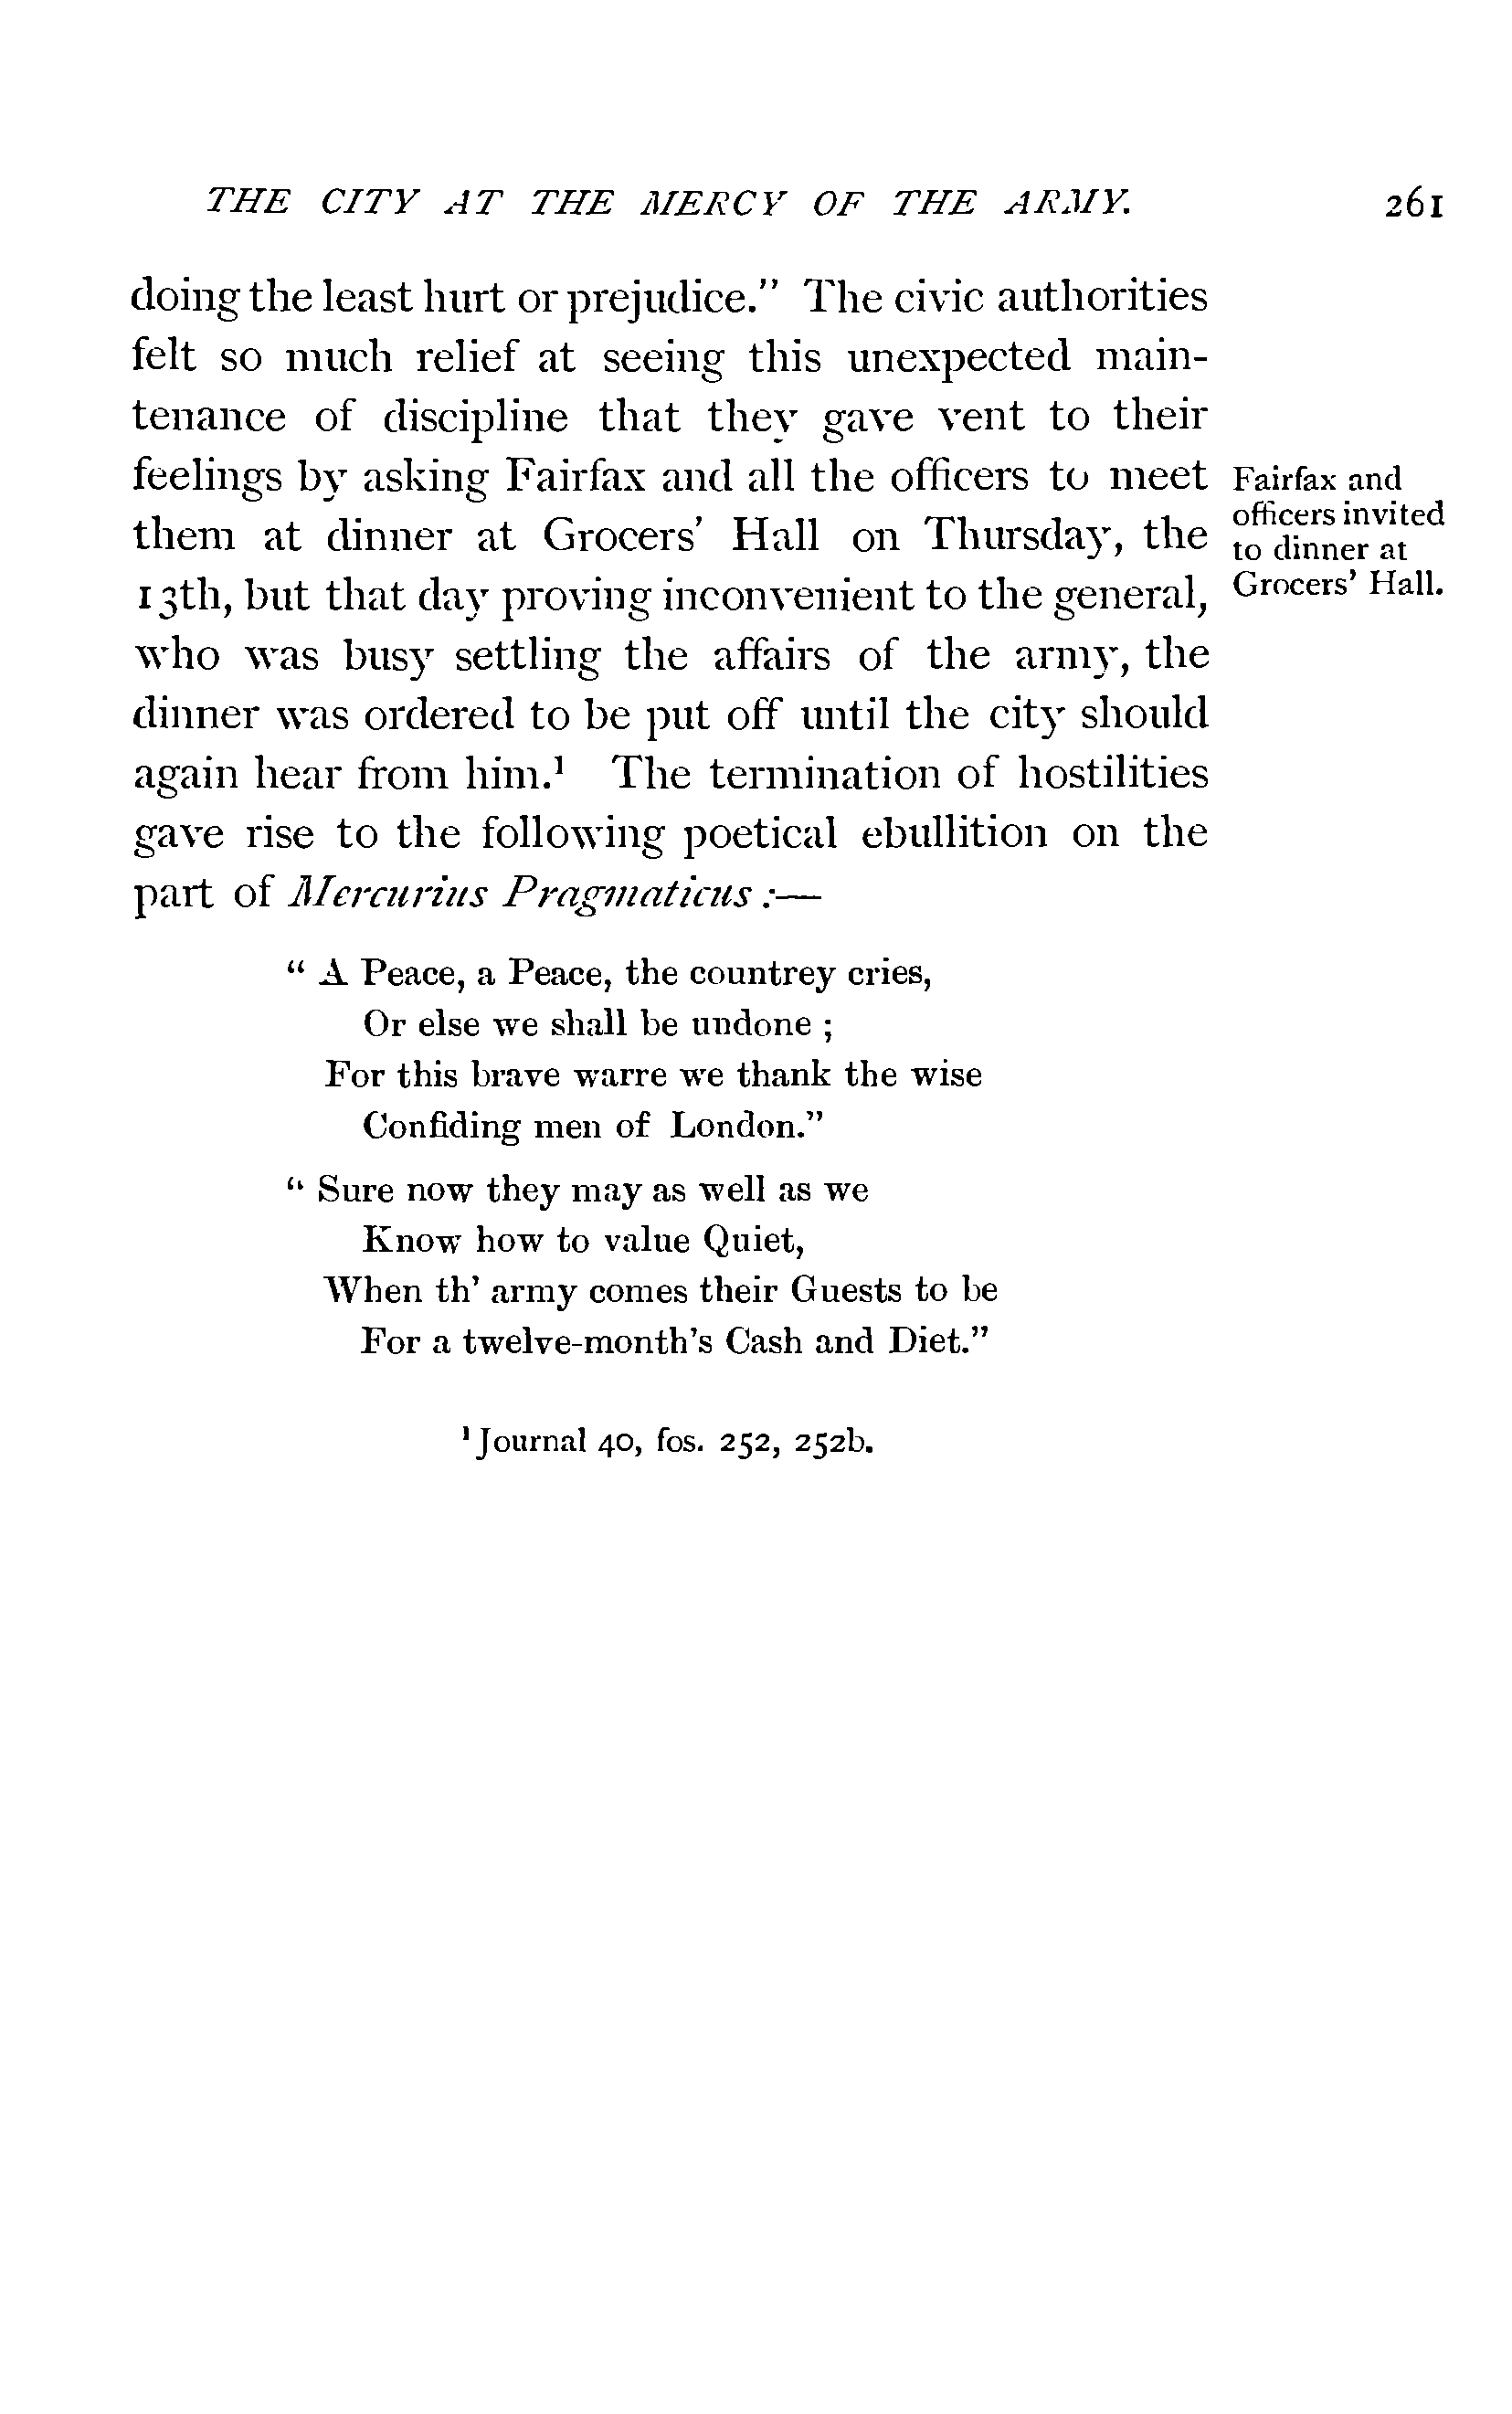 THE CITY AT THE MERCY OF THE ARMY. 261
doing the least hurt or prejudice." The civic authorities
felt so much relief at seeing this unexpected main-
tenance of discipline that they gave vent to their
feelings by asking Fairfax and all the officers to meet
them at dinner at Grocers' Hall on Thursday, the
13th, but that day proving inconvenient to the general,
who was busy settling the affairs of the army, the
dinner was ordered to be put off until the city should
again hear from him.¹ The termination of hostilities
gave rise to the following poetical ebullition on the
part of Mercurius Pragmaticus :—
Fairfax and
officers invited
to dinner at
Grocers' Hall.
" A Peace, a Peace, the countrey cries,
Or else we shall be undone ;
For this brave warre we thank the wise
Confiding men of London."
" Sure now they may as well as we
Know how to value Quiet,
When th' army comes their Guests to be
For a twelve-month's Cash and Diet."
¹ Journal 40, fos. 252, 252b.